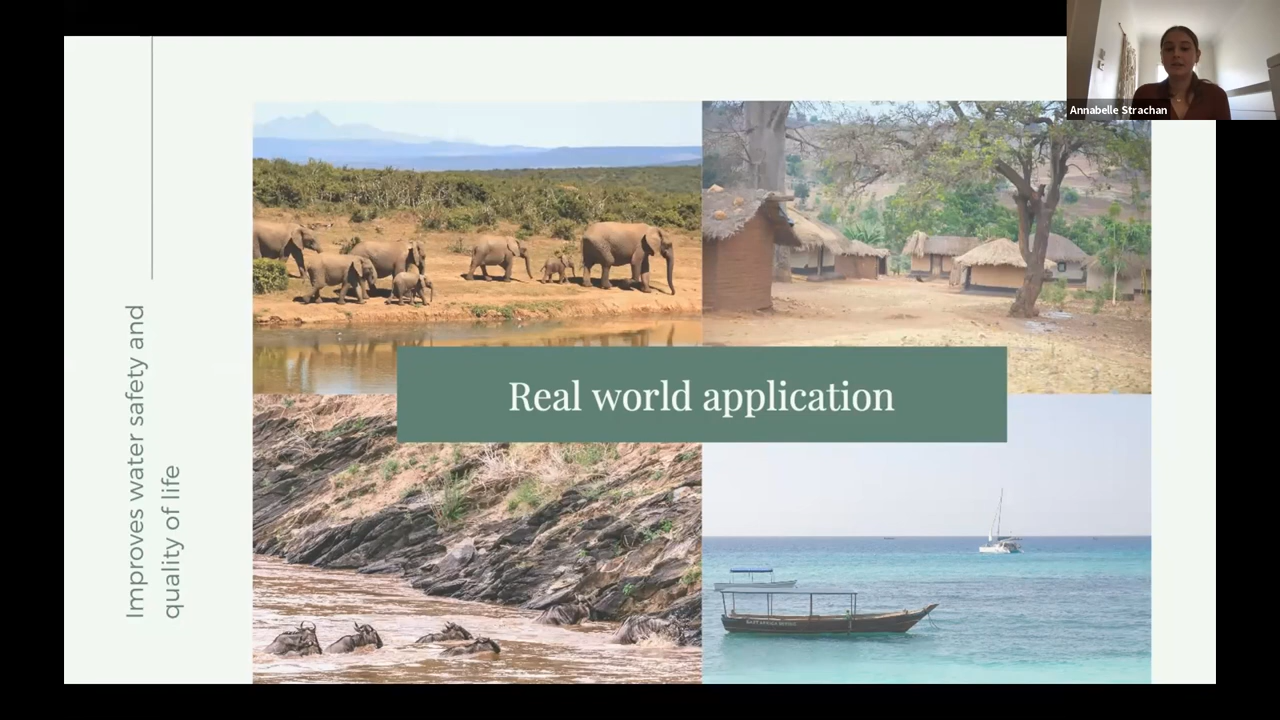 Annabelle Strachan
Improves water safety and
quality of life
Real world application